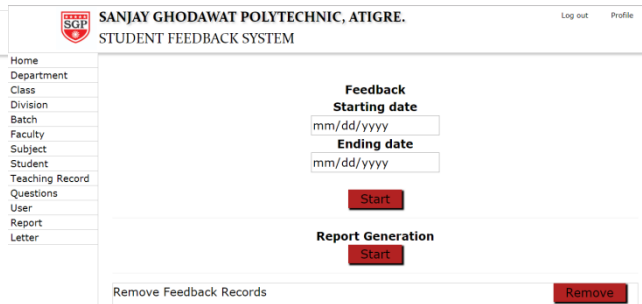 SGP
SANJAY GHODAWAT POLYTECHNIC, ATIGRE.
STUDENT FEEDBACK SYSTEM
Log out Profile
Home
Department
Class
Division
Batch
Faculty
Subject
Student
Teaching Record
Questions
User
Report
Letter
Feedback
Starting date
mm/dd/yyyy
Ending date
mm/dd/yyyy
Start
Report Generation
Start
Remove Feedback Records Remove